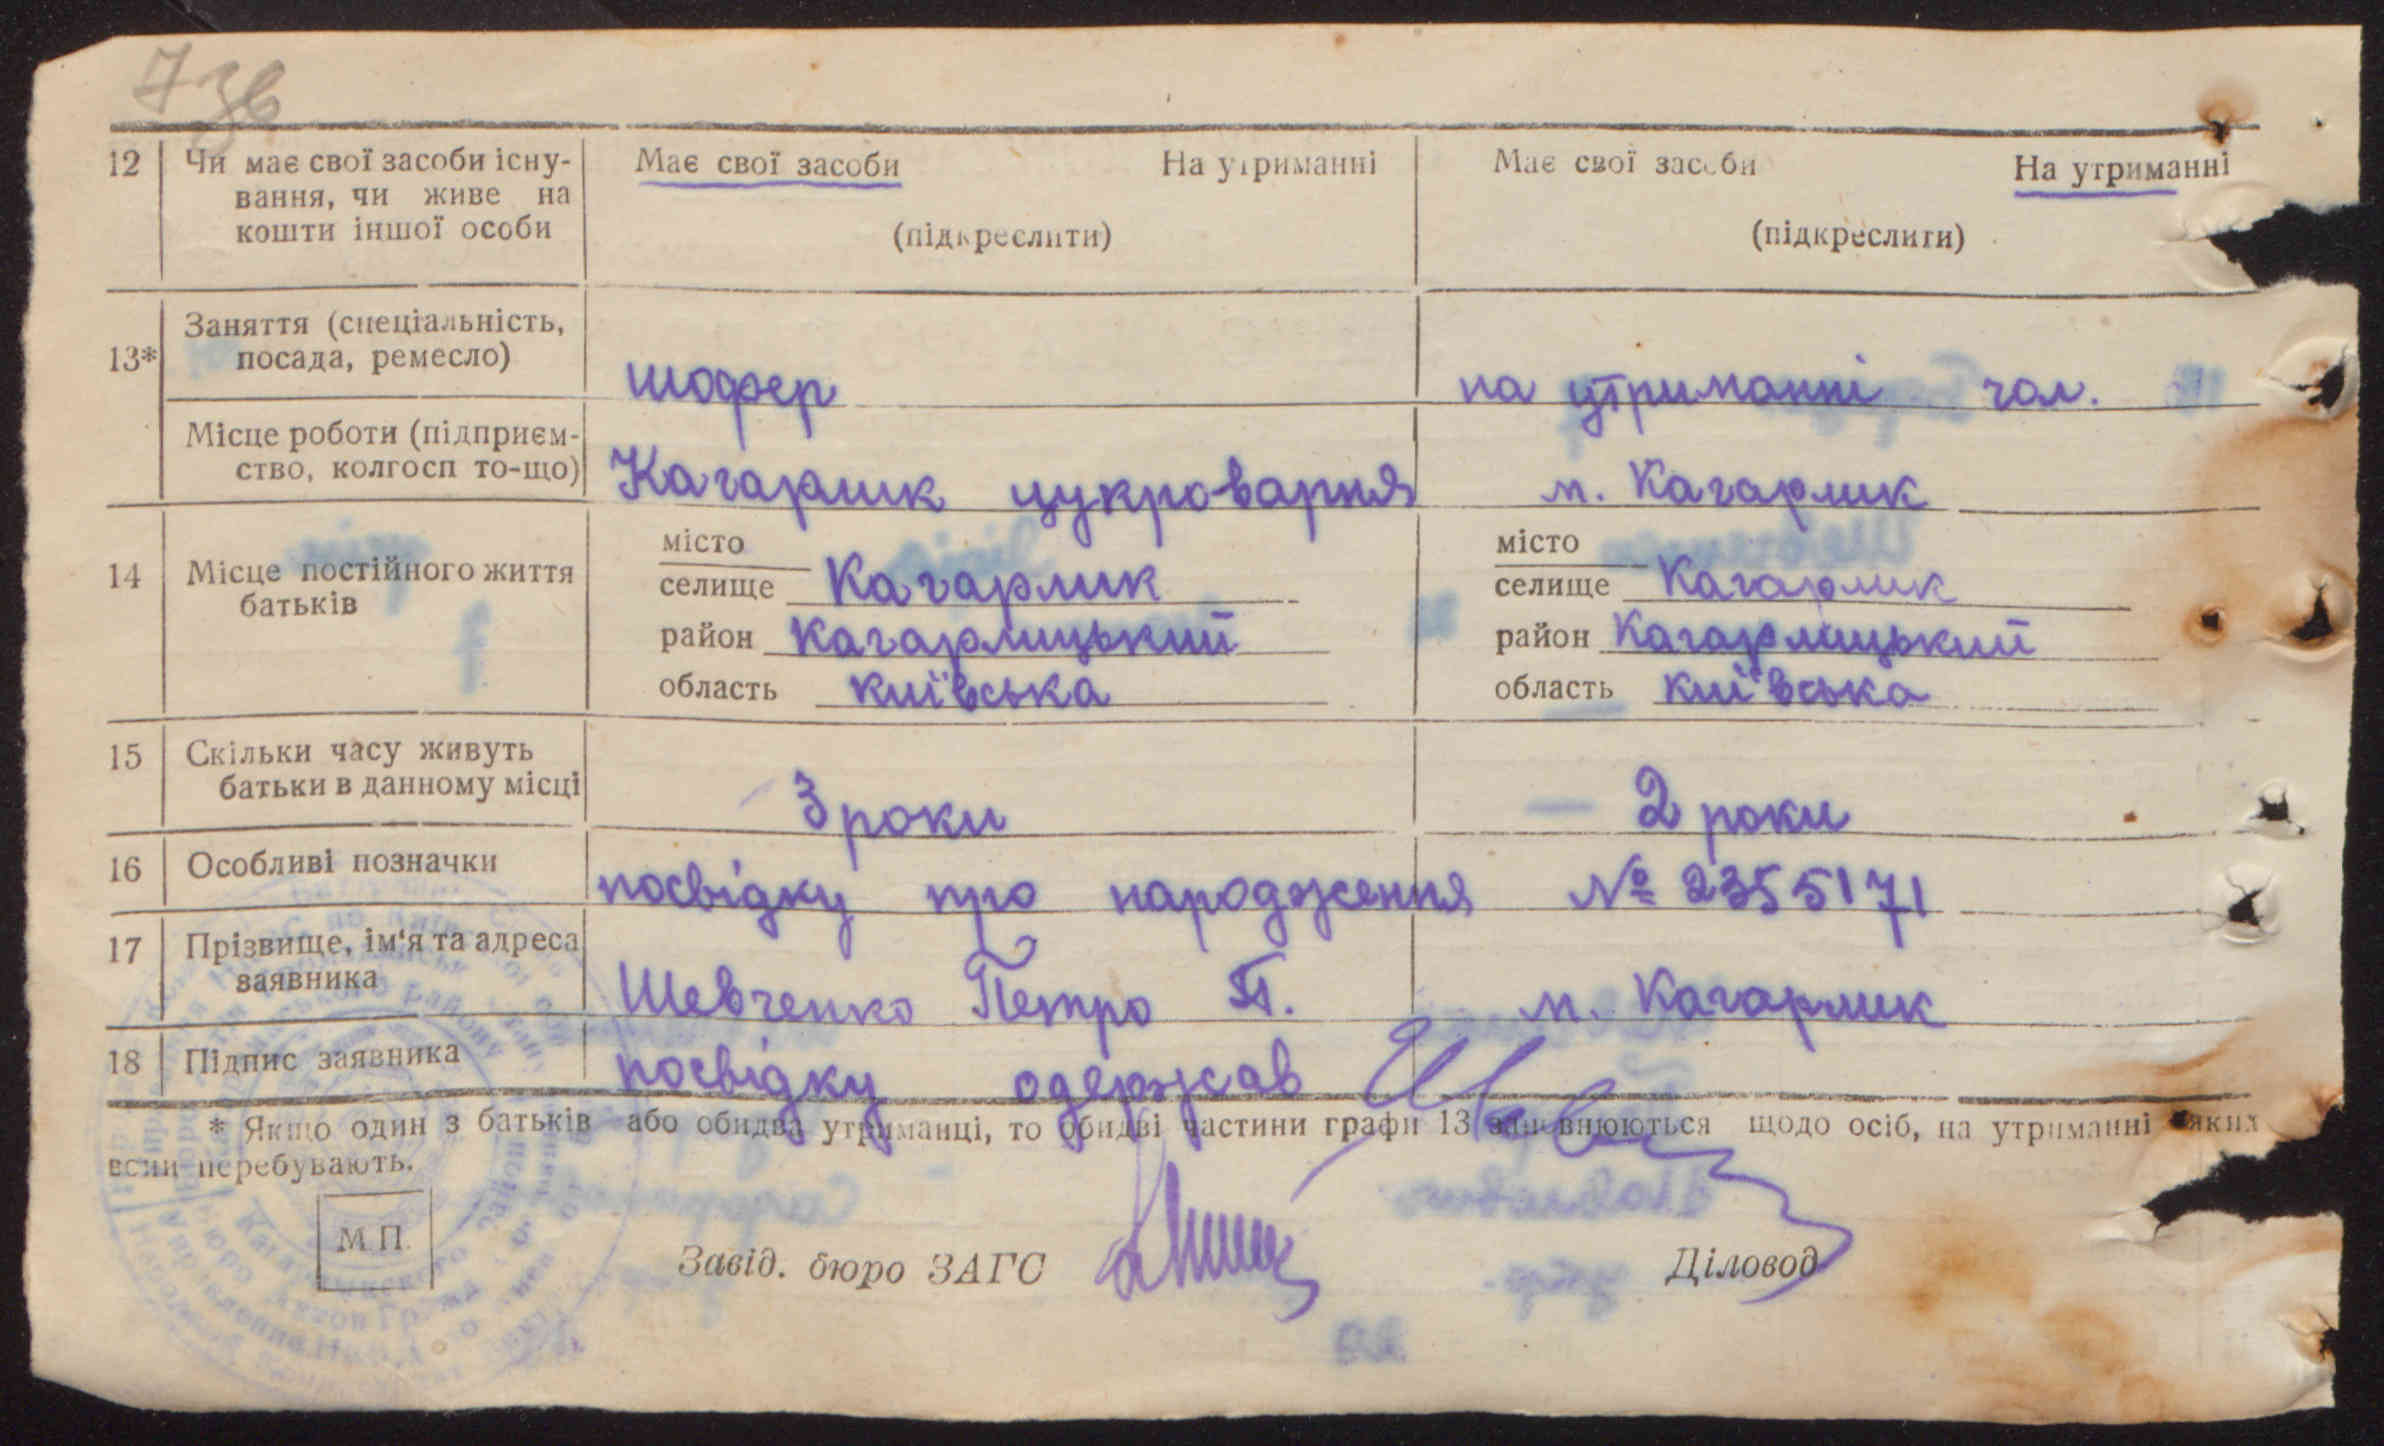 7 зв
12 Чи має свої засоби існу- Має свої засоби На утриманні Має свої засоби На утриманні
вання, чи живе на
кошти іншої особи (підкреслити) (підкреслити)
Заняття (спеціальність,
13* посада, ремесло) шофер на утриманні чол.
Місце роботи (підприєм-
ство, колгосп то-що) Кагарлик цукроварня м. Кагарлик
місто місто
14 Місце постійного життя селище Кагарлик селище Кагарлик
батьків
район Кагарлицький район Кагарлицький
область київська область київська
15 Скільки часу живуть
батьки в данному місці 3 роки 2 роки
16 Особливі позначки посвідку про народження № 2355171
17 Прізвище, ім'я та адреса
заявника Шевченко Петро П. м. Кагарлик
18 Підпис заявника посвідку одержав
* Якщо один з батьків або обидва утриманці, то обидві частини графи 13 заповнюються щодо осіб, на утриманні яких
вони перебувають.
М.П.
Завід. бюро ЗАГС Діловод